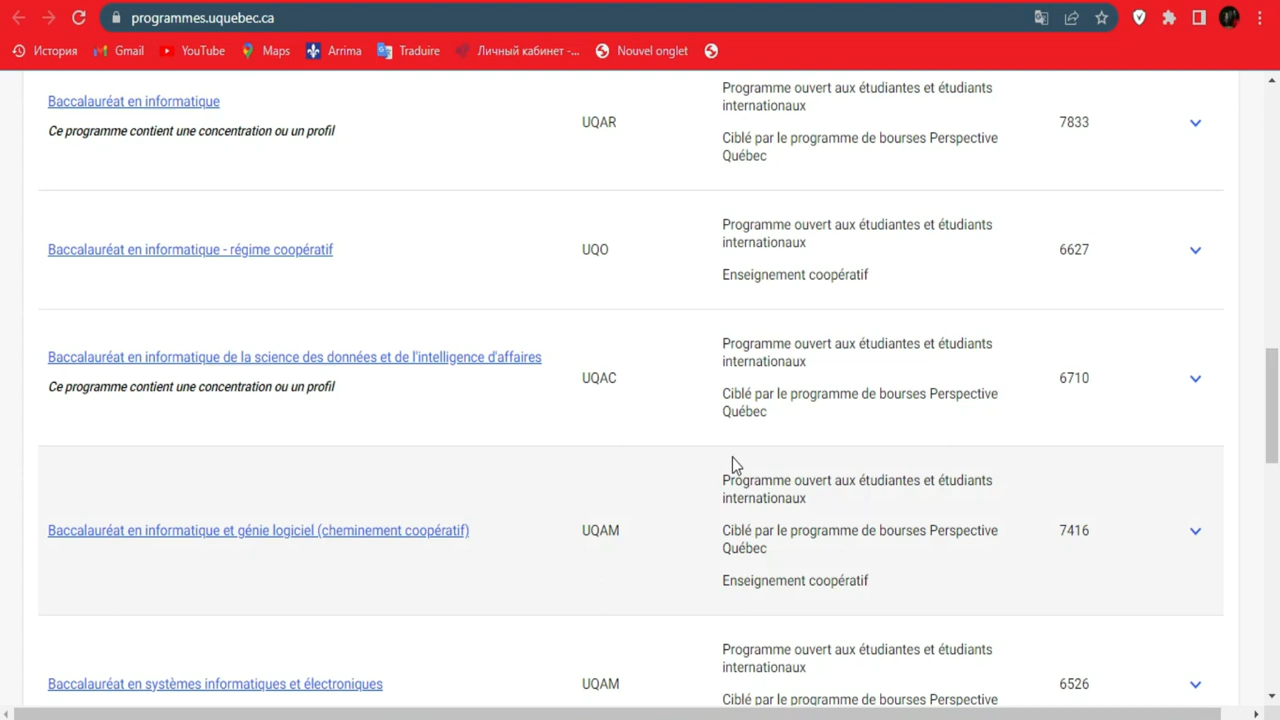 programmes.uquebec.ca
История Gmail YouTube Maps Arrima Traduire Личный кабинет -... Nouvel onglet
Baccalauréat en informatique
Ce programme contient une concentration ou un profil
UQAR
Programme ouvert aux étudiantes et étudiants
internationaux
Ciblé par le programme de bourses Perspective
Québec
7833
Baccalauréat en informatique - régime coopératif
UQO
Programme ouvert aux étudiantes et étudiants
internationaux
Enseignement coopératif
6627
Baccalauréat en informatique de la science des données et de l'intelligence d'affaires
Ce programme contient une concentration ou un profil
UQAC
Programme ouvert aux étudiantes et étudiants
internationaux
Ciblé par le programme de bourses Perspective
Québec
6710
Baccalauréat en informatique et génie logiciel (cheminement coopératif)
UQAM
Programme ouvert aux étudiantes et étudiants
internationaux
Ciblé par le programme de bourses Perspective
Québec
Enseignement coopératif
7416
Baccalauréat en systèmes informatiques et électroniques
UQAM
Programme ouvert aux étudiantes et étudiants
internationaux
Ciblé par le programme de bourses Perspective
6526